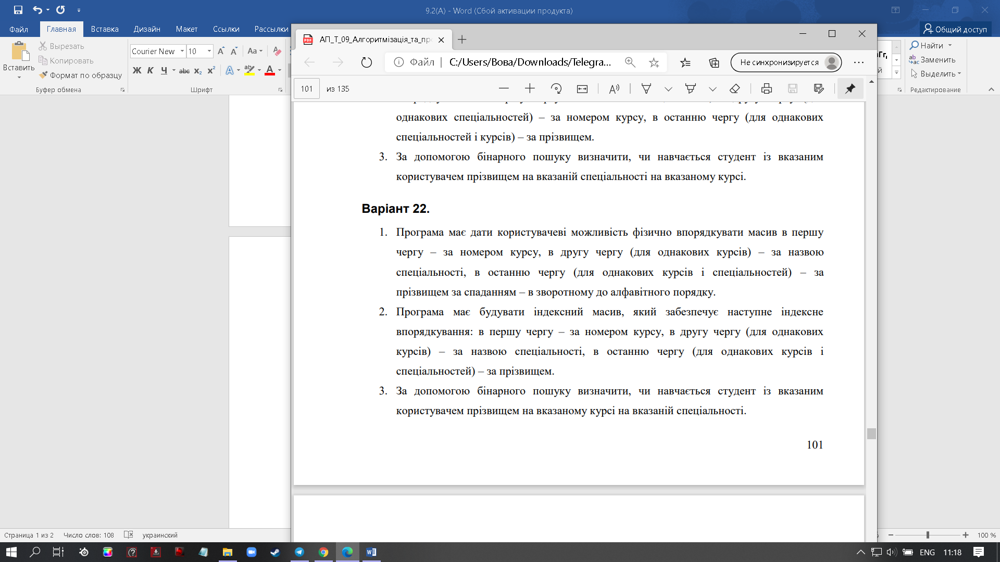 9.2(А) - Word (Сбой активации продукта)
Файл Главная Вставка Дизайн Макет Ссылки Рассылки
Общий доступ
Вставить
Вырезать
Копировать
Формат по образцу
Буфер обмена
Courier New 10
Aa
Ж К Ч abc x₂ x²
Шрифт
Найти
Заменить
Выделить
Редактирование
АП_Т_09_Алгоритмізація_та_пр
Файл C:/Users/Вова/Downloads/Telegra...
Не синхронизируется
101 из 135
однакових спеціальностей) – за номером курсу, в останню чергу (для однакових
спеціальностей і курсів) – за прізвищем.
3. За допомогою бінарного пошуку визначити, чи навчається студент із вказаним
користувачем прізвищем на вказаній спеціальності на вказаному курсі.
Варіант 22.
1. Програма має дати користувачеві можливість фізично впорядкувати масив в першу
чергу – за номером курсу, в другу чергу (для однакових курсів) – за назвою
спеціальності, в останню чергу (для однакових курсів і спеціальностей) – за
прізвищем за спаданням – в зворотному до алфавітного порядку.
2. Програма має будувати індексний масив, який забезпечує наступне індексне
впорядкування: в першу чергу – за номером курсу, в другу чергу (для однакових
курсів) – за назвою спеціальності, в останню чергу (для однакових курсів і
спеціальностей) – за прізвищем.
3. За допомогою бінарного пошуку визначити, чи навчається студент із вказаним
користувачем прізвищем на вказаному курсі на вказаній спеціальності.
101
Страница 1 из 2 Число слов: 108 украинский
100 %
ENG 11:18